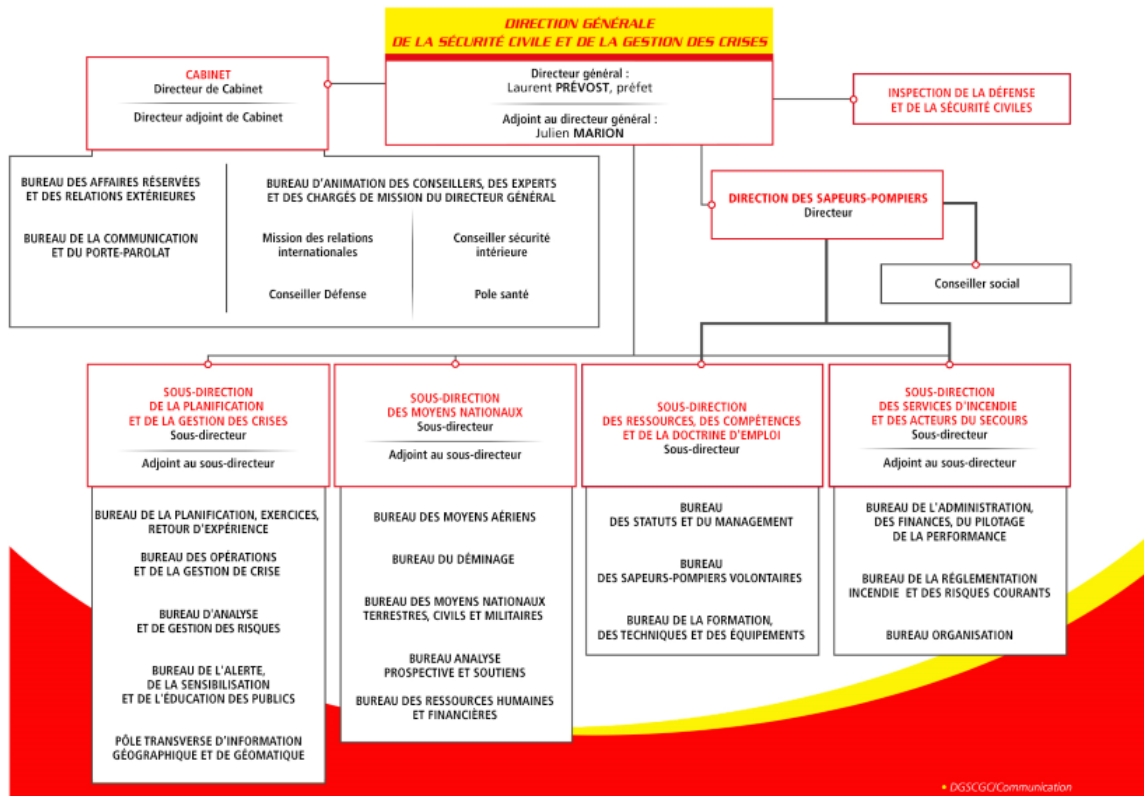 DIRECTION GÉNÉRALE
DE LA SÉCURITÉ CIVILE ET DE LA GESTION DES CRISES
Directeur général :
Laurent PRÉVOST, préfet
Adjoint au directeur général :
Julien MARION
CABINET
Directeur de Cabinet
Directeur adjoint de Cabinet
INSPECTION DE LA DÉFENSE
ET DE LA SÉCURITÉ CIVILES
BUREAU DES AFFAIRES RÉSERVÉES
ET DES RELATIONS EXTÉRIEURES
BUREAU DE LA COMMUNICATION
ET DU PORTE-PAROLAT
BUREAU D'ANIMATION DES CONSEILLERS, DES EXPERTS
ET DES CHARGÉS DE MISSION DU DIRECTEUR GÉNÉRAL
Mission des relations
internationales
Conseiller Défense
Conseiller sécurité
intérieure
Pole santé
DIRECTION DES SAPEURS-POMPIERS
Directeur
Conseiller social
SOUS-DIRECTION
DE LA PLANIFICATION
ET DE LA GESTION DES CRISES
Sous-directeur
Adjoint au sous-directeur
BUREAU DE LA PLANIFICATION, EXERCICES,
RETOUR D'EXPÉRIENCE
BUREAU DES OPÉRATIONS
ET DE LA GESTION DE CRISE
BUREAU D'ANALYSE
ET DE GESTION DES RISQUES
BUREAU DE L'ALERTE,
DE LA SENSIBILISATION
ET DE L'ÉDUCATION DES PUBLICS
PÔLE TRANSVERSE D'INFORMATION
GÉOGRAPHIQUE ET DE GÉOMATIQUE
SOUS-DIRECTION
DES MOYENS NATIONAUX
Sous-directeur
Adjoint au sous-directeur
BUREAU DES MOYENS AÉRIENS
BUREAU DU DÉMINAGE
BUREAU DES MOYENS NATIONAUX
TERRESTRES, CIVILS ET MILITAIRES
BUREAU ANALYSE
PROSPECTIVE ET SOUTIENS
BUREAU DES RESSOURCES HUMAINES
ET FINANCIÈRES
SOUS-DIRECTION
DES RESSOURCES, DES COMPÉTENCES
ET DE LA DOCTRINE D'EMPLOI
Sous-directeur
BUREAU
DES STATUTS ET DU MANAGEMENT
BUREAU
DES SAPEURS-POMPIERS VOLONTAIRES
BUREAU DE LA FORMATION,
DES TECHNIQUES ET DES ÉQUIPEMENTS
SOUS-DIRECTION
DES SERVICES D'INCENDIE
ET DES ACTEURS DU SECOURS
Sous-directeur
Adjoint au sous-directeur
BUREAU DE L'ADMINISTRATION,
DES FINANCES, DU PILOTAGE
DE LA PERFORMANCE
BUREAU DE LA RÉGLEMENTATION
INCENDIE ET DES RISQUES COURANTS
BUREAU ORGANISATION
• DGSCGC/Communication